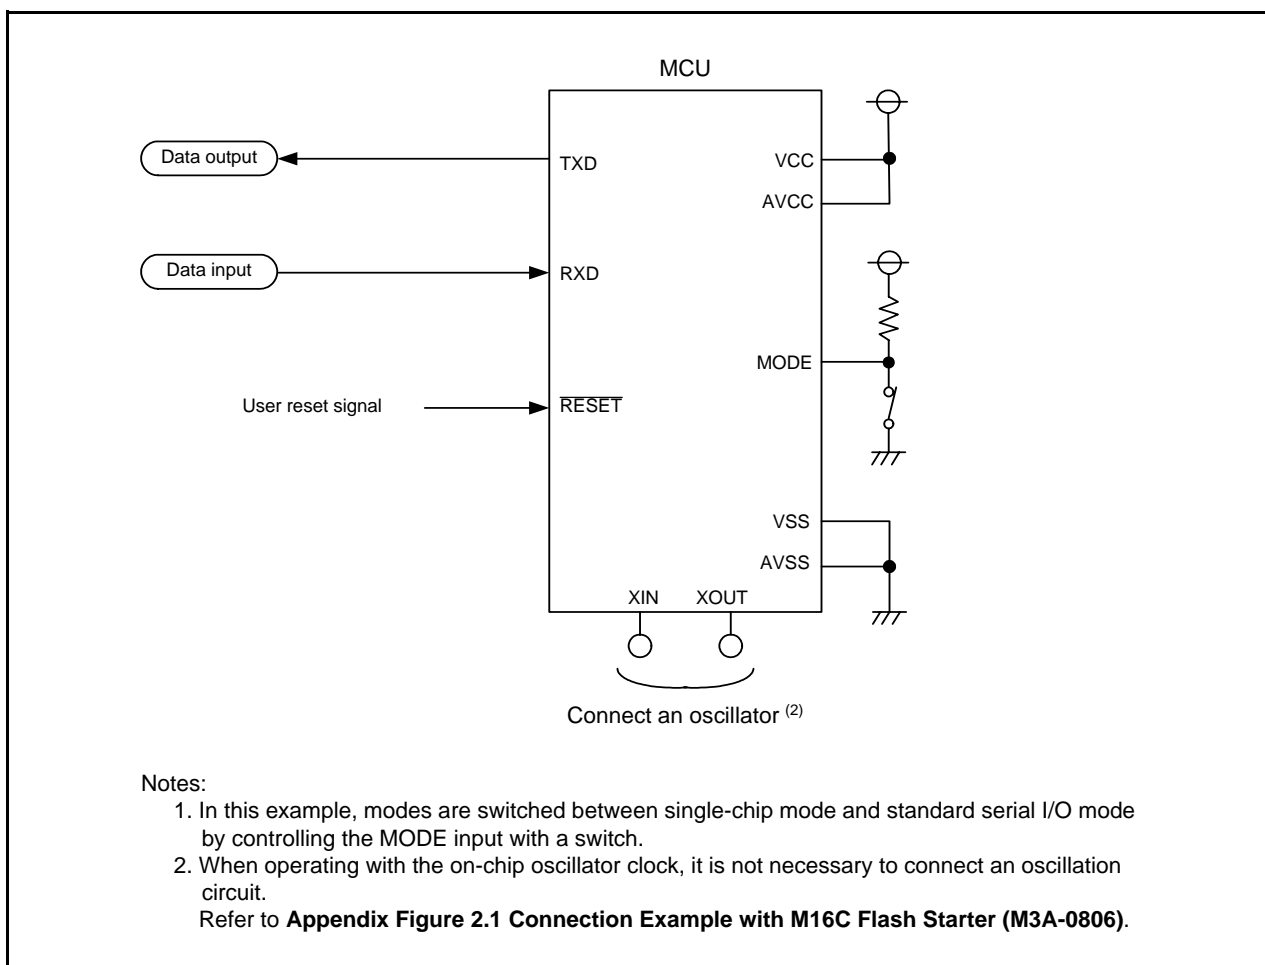 MCU
Data output
TXD
VCC
AVCC
Data input
RXD
MODE
User reset signal
RESET
VSS
AVSS
XIN XOUT
Connect an oscillator (2)
Notes:
1. In this example, modes are switched between single-chip mode and standard serial I/O mode
by controlling the MODE input with a switch.
2. When operating with the on-chip oscillator clock, it is not necessary to connect an oscillation
circuit.
Refer to Appendix Figure 2.1 Connection Example with M16C Flash Starter (M3A-0806).